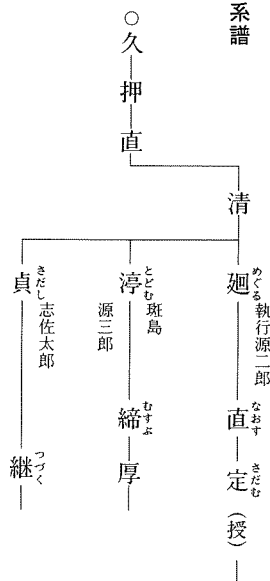 系譜
○久
押
直
清
廻
めぐる
執行源二郎
直
なおす
定
さだむ
(授)
渟
とどむ
斑島
源三郎
締
むすぶ
厚
貞
さだし
志佐太郎
継
つづく